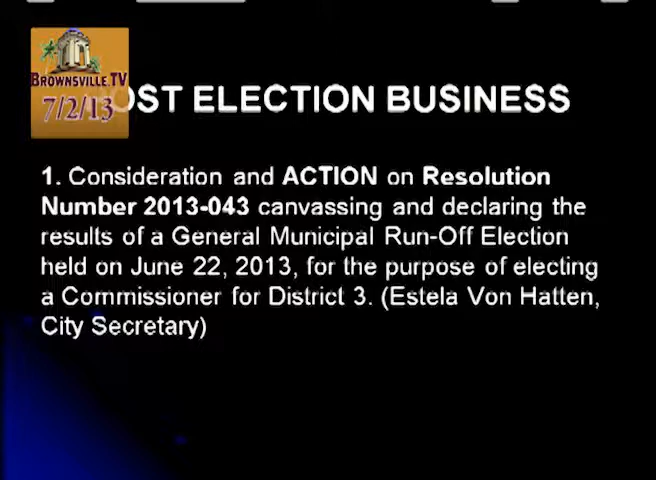 BROWNSVILLE TV
7/2/13
OST ELECTION BUSINESS
1. Consideration and ACTION on Resolution
Number 2013-043 canvassing and declaring the
results of a General Municipal Run-Off Election
held on June 22, 2013, for the purpose of electing
a Commissioner for District 3. (Estela Von Hatten,
City Secretary)